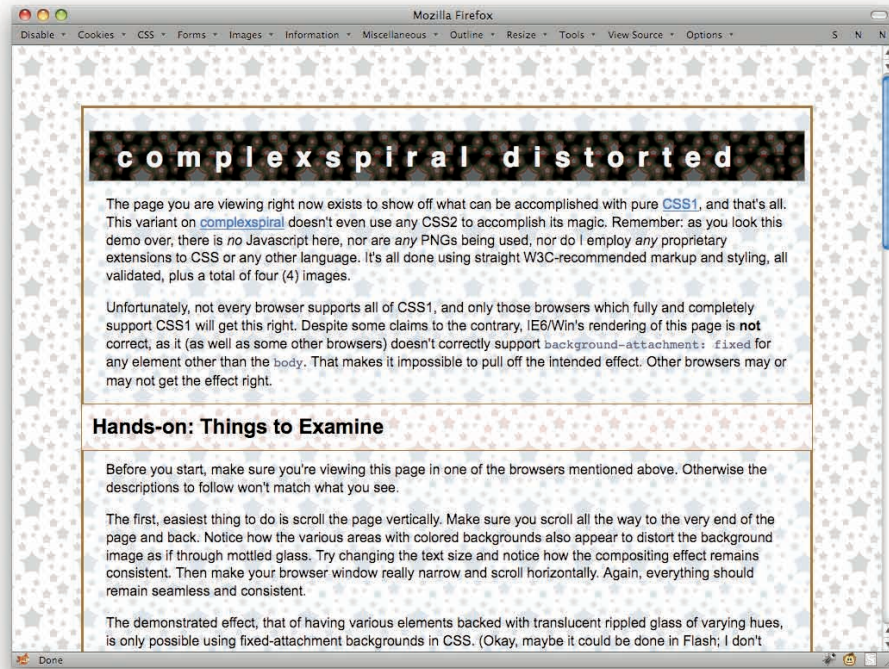 Mozilla Firefox
Disable Cookies CSS Forms Images Information Miscellaneous Outline Resize Tools View Source Options S N N
complexspiral distorted
The page you are viewing right now exists to show off what can be accomplished with pure CSS1, and that's all.
This variant on complexspiral doesn't even use any CSS2 to accomplish its magic. Remember: as you look this
demo over, there is no Javascript here, nor are any PNGs being used, nor do I employ any proprietary
extensions to CSS or any other language. It's all done using straight W3C-recommended markup and styling, all
validated, plus a total of four (4) images.
Unfortunately, not every browser supports all of CSS1, and only those browsers which fully and completely
support CSS1 will get this right. Despite some claims to the contrary, IE6/Win's rendering of this page is not
correct, as it (as well as some other browsers) doesn't correctly support background-attachment: fixed for
any element other than the body. That makes it impossible to pull off the intended effect. Other browsers may or
may not get the effect right.
Hands-on: Things to Examine
Before you start, make sure you're viewing this page in one of the browsers mentioned above. Otherwise the
descriptions to follow won't match what you see.
The first, easiest thing to do is scroll the page vertically. Make sure you scroll all the way to the very end of the
page and back. Notice how the various areas with colored backgrounds also appear to distort the background
image as if through mottled glass. Try changing the text size and notice how the compositing effect remains
consistent. Then make your browser window really narrow and scroll horizontally. Again, everything should
remain seamless and consistent.
The demonstrated effect, that of having various elements backed with translucent rippled glass of varying hues,
is only possible using fixed-attachment backgrounds in CSS. (Okay, maybe it could be done in Flash; I don't
Done